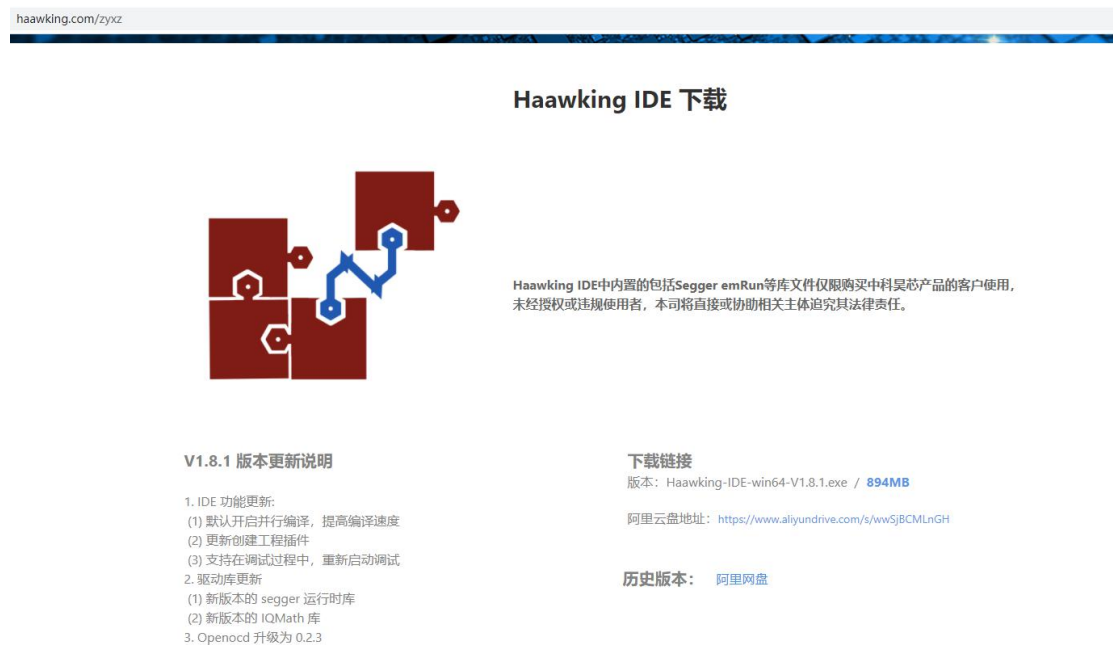 haawking.com/zyxz
Haawking IDE 下载
Haawking IDE中内置的包括Segger emRun等库文件仅限购买中科昊芯产品的客户使用，
未经授权或违规使用者，本司将直接或协助相关主体追究其法律责任。
V1.8.1 版本更新说明
1. IDE 功能更新:
(1) 默认开启并行编译，提高编译速度
(2) 更新创建工程插件
(3) 支持在调试过程中，重新启动调试
2. 驱动库更新
(1) 新版本的 segger 运行时库
(2) 新版本的 IQMath 库
3. Openocd 升级为 0.2.3
下载链接
版本：Haawking-IDE-win64-V1.8.1.exe / 894MB
阿里云盘地址：https://www.aliyundrive.com/s/wwSjBCMLnGH
历史版本： 阿里网盘